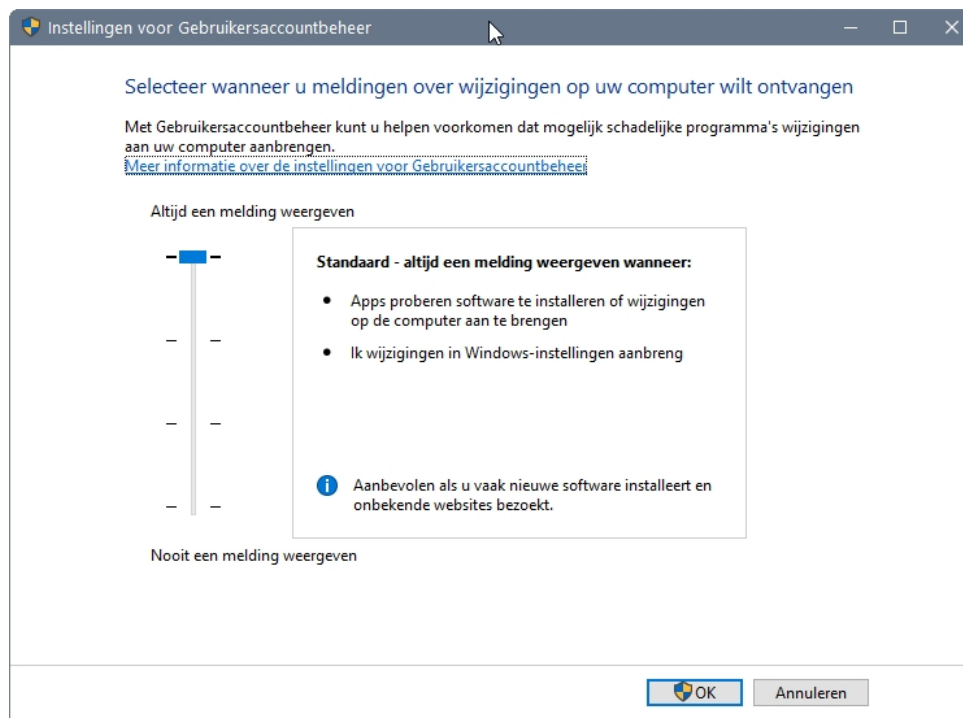 Instellingen voor Gebruikersaccountbeheer
Selecteer wanneer u meldingen over wijzigingen op uw computer wilt ontvangen
Met Gebruikersaccountbeheer kunt u helpen voorkomen dat mogelijk schadelijke programma's wijzigingen
aan uw computer aanbrengen.
Meer informatie over de instellingen voor Gebruikersaccountbeheer
Altijd een melding weergeven
Standaard - altijd een melding weergeven wanneer:
• Apps proberen software te installeren of wijzigingen
op de computer aan te brengen
• Ik wijzigingen in Windows-instellingen aanbreng
Aanbevolen als u vaak nieuwe software installeert en
onbekende websites bezoekt.
Nooit een melding weergeven
OK
Annuleren